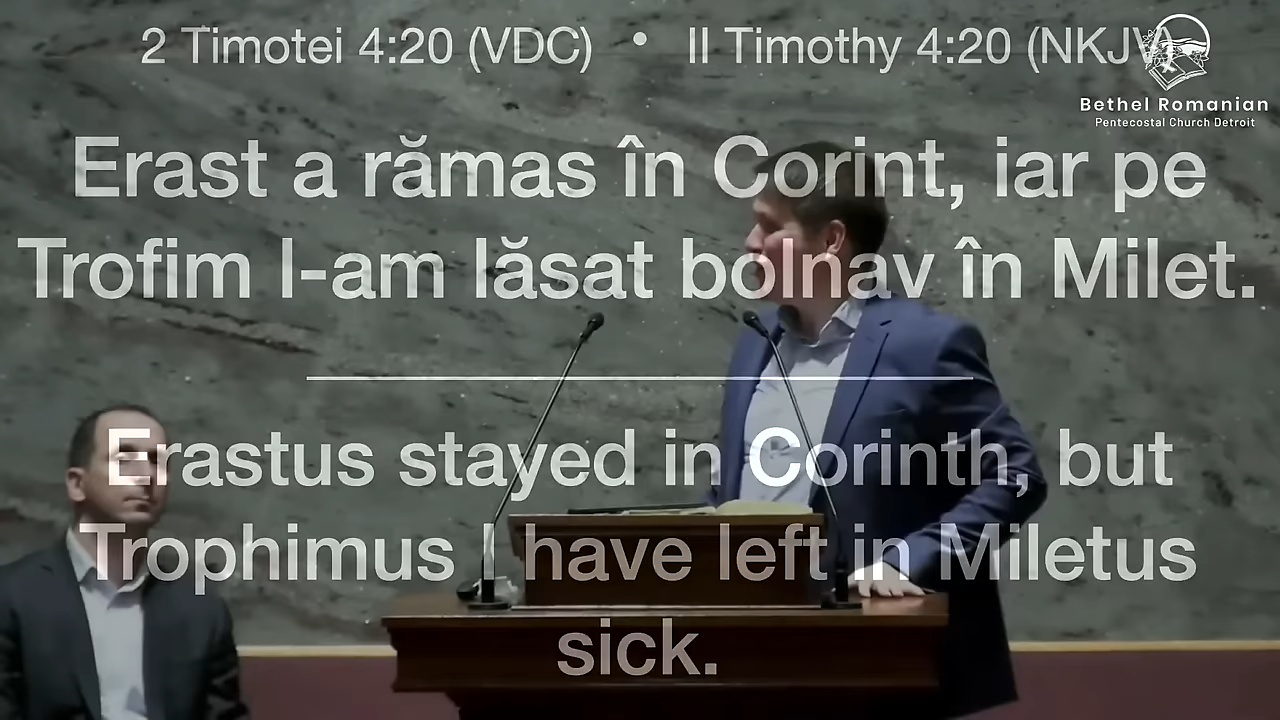 2 Timotei 4:20 (VDC) • II Timothy 4:20 (NKJV)
Bethel Romanian
Pentecostal Church Detroit
Erast a rămas în Corint, iar pe
Trofim l-am lăsat bolnav în Milet.
Erastus stayed in Corinth, but
Trophimus I have left in Miletus
sick.